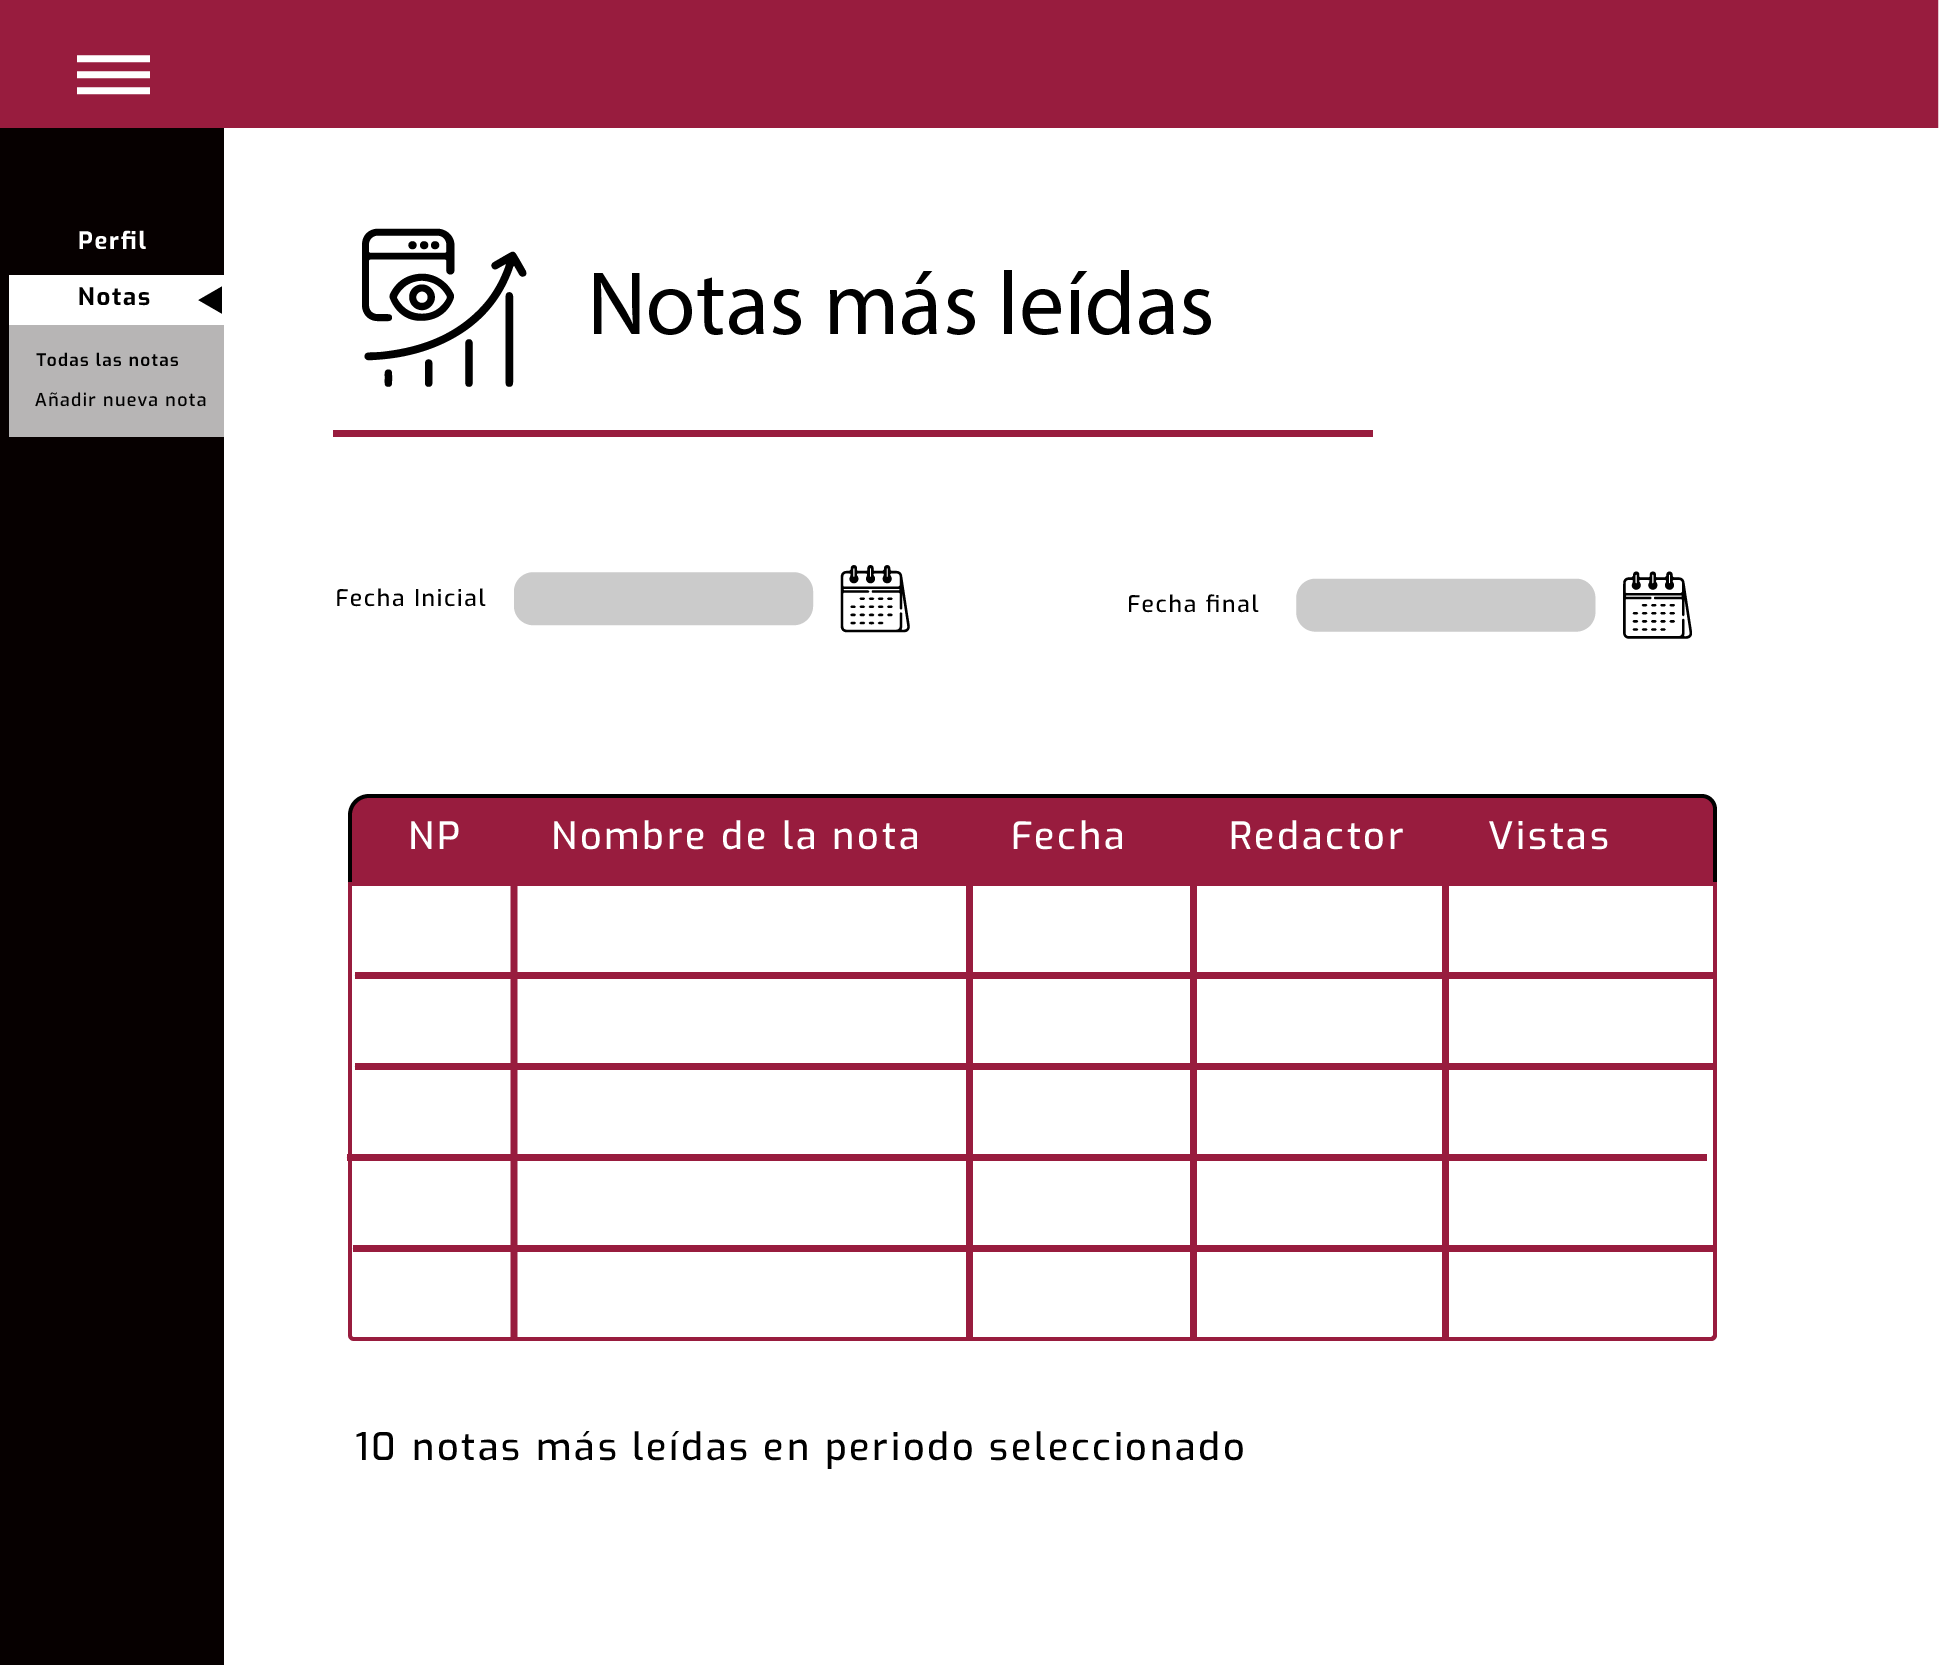 Perfil
Notas
Todas las notas
Añadir nueva nota
Notas más leídas
Fecha Inicial
Fecha final
NP Nombre de la nota Fecha Redactor Vistas
10 notas más leídas en periodo seleccionado